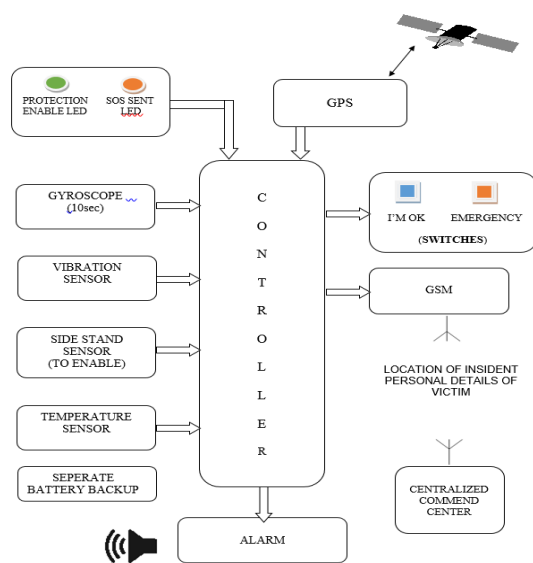 PROTECTION
ENABLE LED
SOS SENT
LED
GPS
GYROSCOPE
(10sec)
VIBRATION
SENSOR
SIDE STAND
SENSOR
(TO ENABLE)
TEMPERATURE
SENSOR
SEPERATE
BATTERY BACKUP
C
O
N
T
R
O
L
L
E
R
I'M OK
EMERGENCY
(SWITCHES)
GSM
LOCATION OF INSIDENT
PERSONAL DETAILS OF
VICTIM
CENTRALIZED
COMMEND
CENTER
ALARM